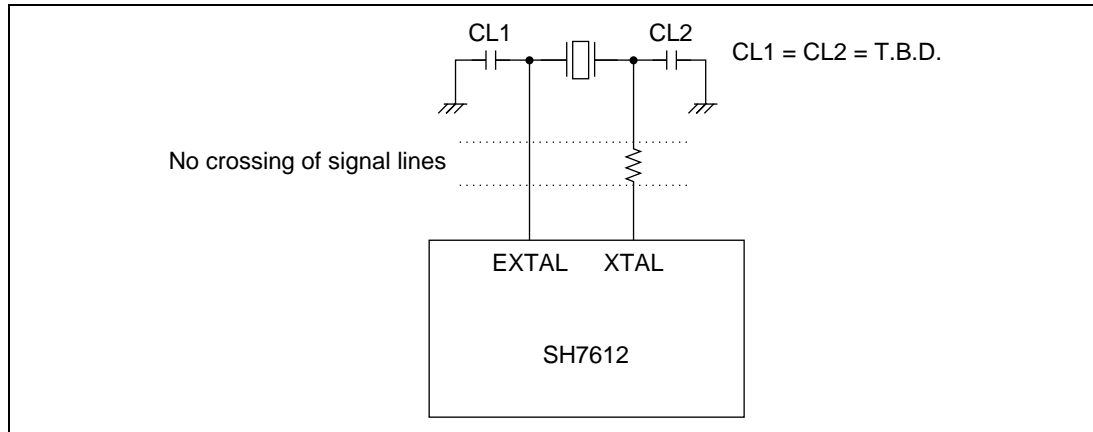 CL1
CL2
CL1 = CL2 = T.B.D.
No crossing of signal lines
EXTAL
XTAL
SH7612